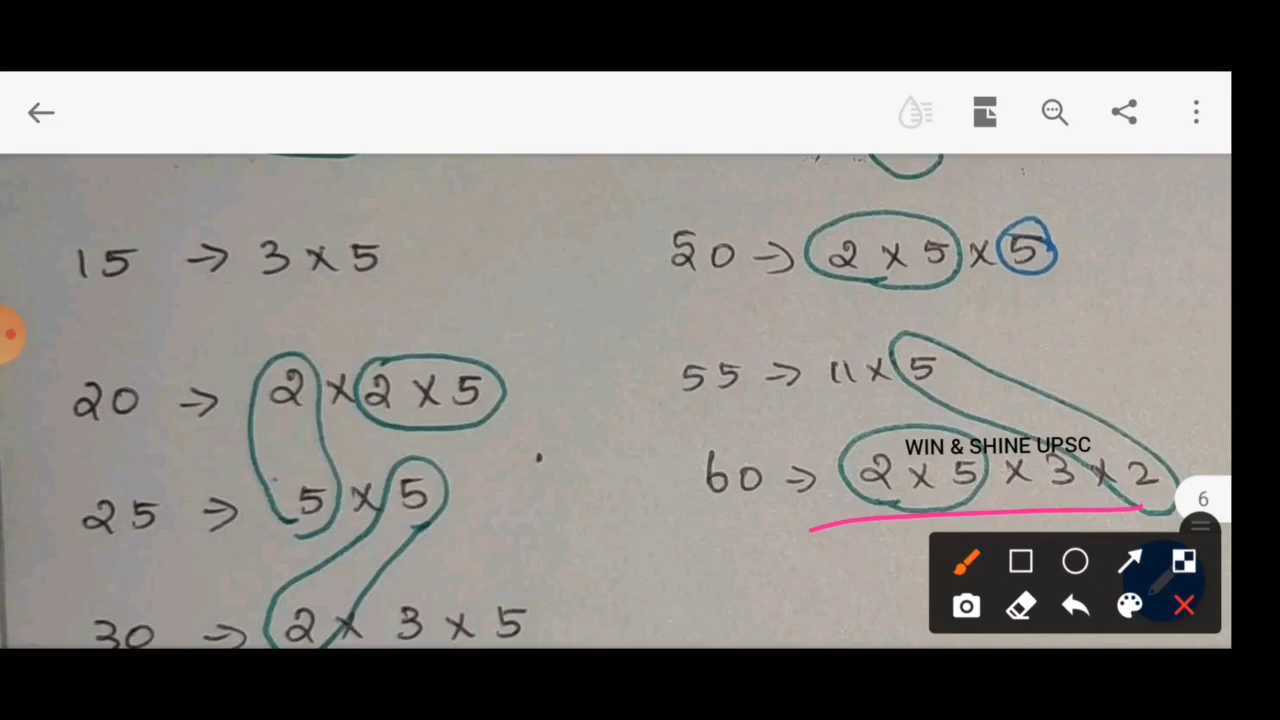 15 → 3 × 5
20 → 2 × 2 × 5
25 → 5 × 5
30 → 2 × 3 × 5
50 → 2 × 5 × 5
55 → 11 × 5
WIN & SHINE UPSC
60 → 2 × 5 × 3 × 2
6